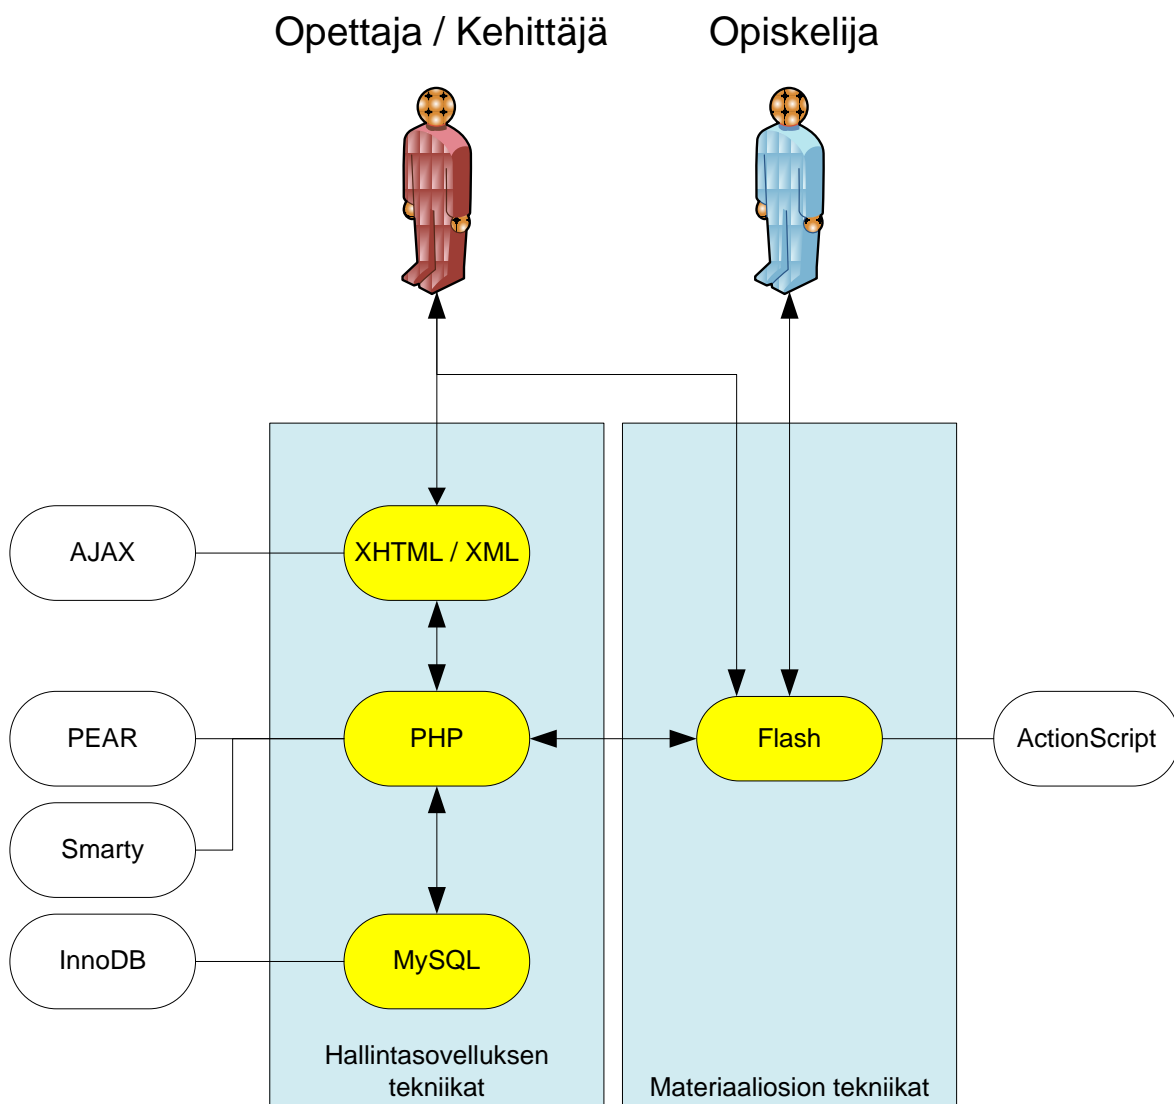 Opettaja / Kehittäjä
Opiskelija
AJAX
XHTML / XML
PEAR
PHP
Flash
ActionScript
Smarty
InnoDB
MySQL
Hallintasovelluksen
tekniikat
Materiaaliosion tekniikat